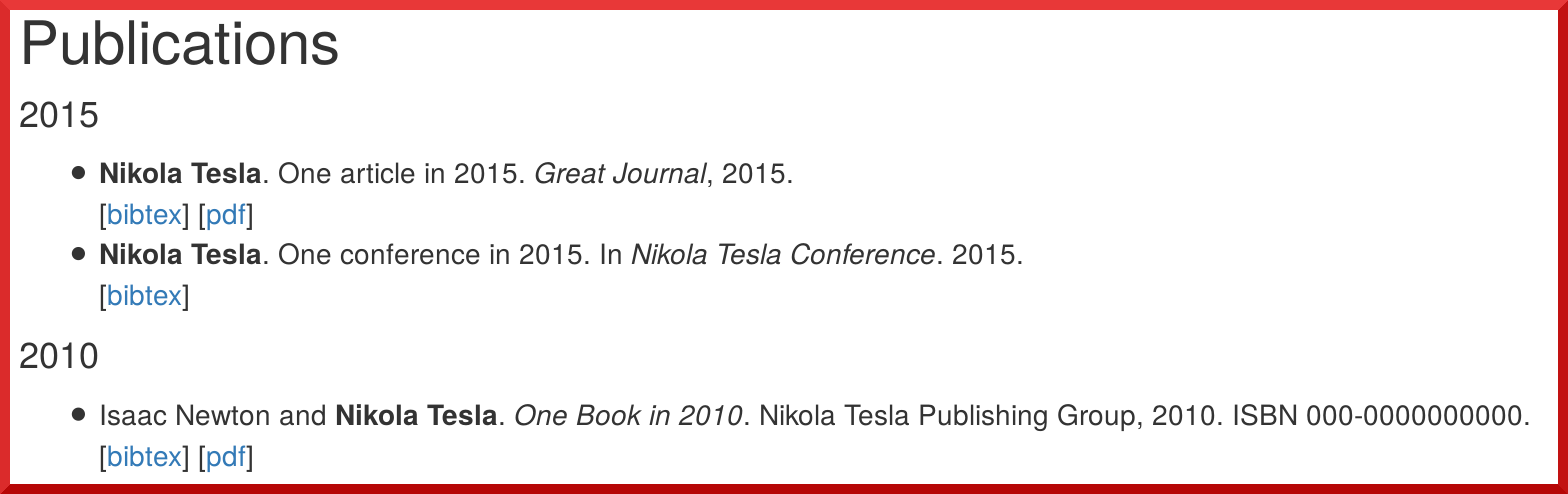 Publications
2015
Nikola Tesla. One article in 2015. Great Journal, 2015.
[bibtex] [pdf]
Nikola Tesla. One conference in 2015. In Nikola Tesla Conference. 2015.
[bibtex]
2010
Isaac Newton and Nikola Tesla. One Book in 2010. Nikola Tesla Publishing Group, 2010. ISBN 000-0000000000.
[bibtex] [pdf]